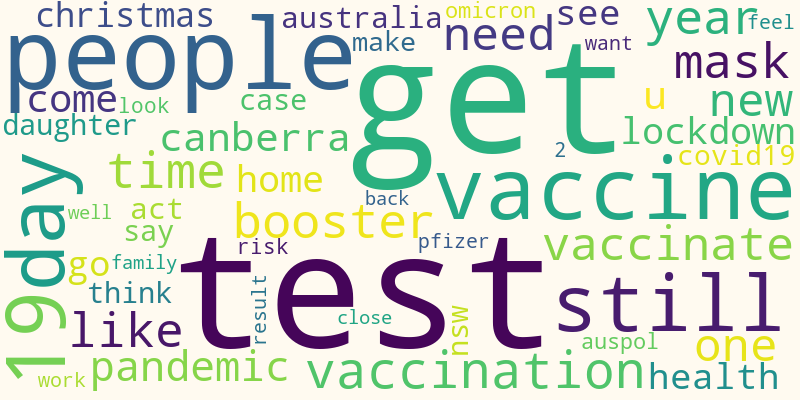 christmas
australia
omicron
see
year
feel
people
make
need
want
mask
get
come
look
case
u
new
daughter
canberra
2
lockdown
covid19
time
home
vaccine
day
well
act
back
say
booster
risk
pfizer
vaccinate
go
family
test
think
result
still
19
like
close
nsw
auspol
one
work
pandemic
vaccination
health